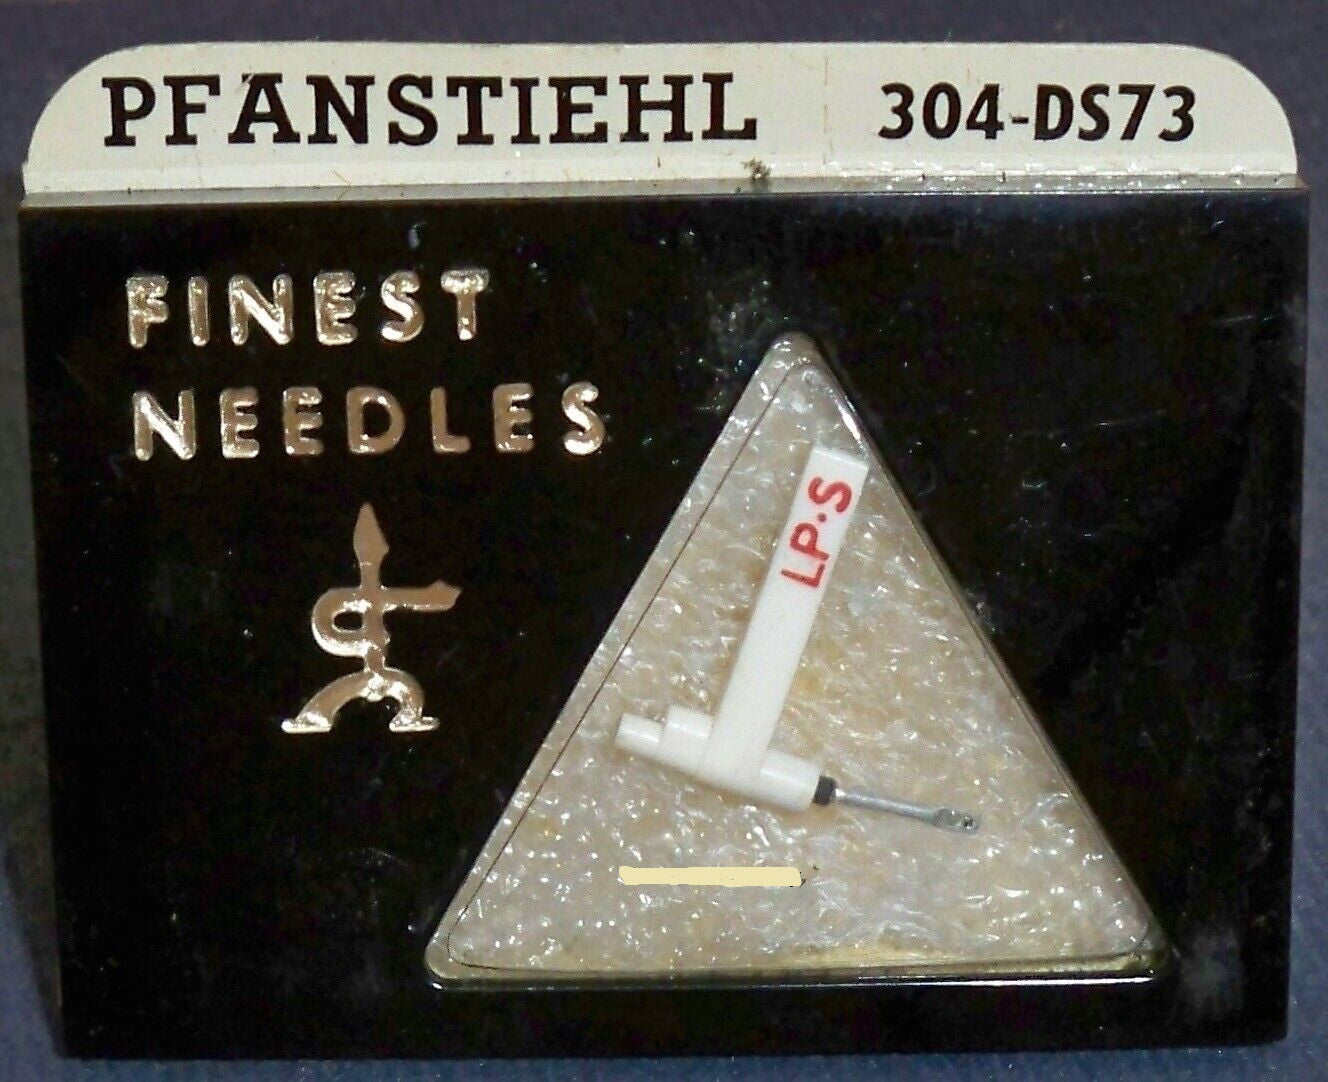 PFANSTIEHL 304-DS73
FINEST
NEEDLES
LP·S